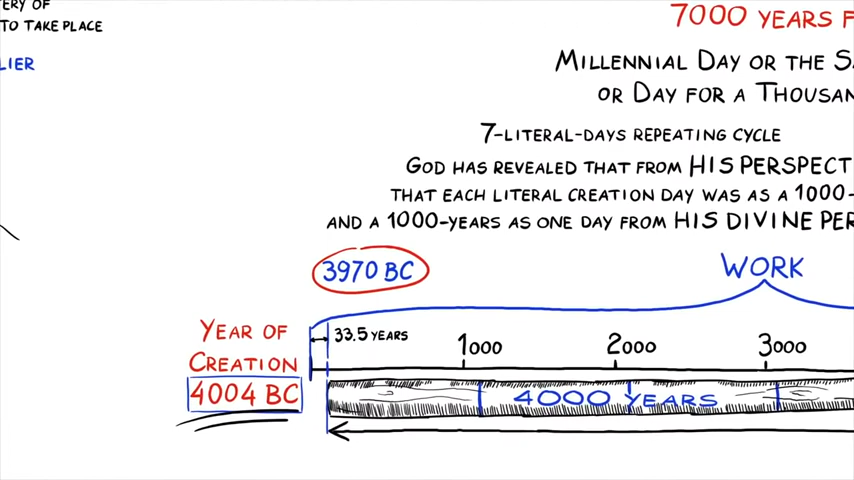 ERY OF
TO TAKE PLACE
LIER
7000 YEARS F
MILLENNIAL DAY OR THE S
OR DAY FOR A THOUSAN
7-LITERAL-DAYS REPEATING CYCLE
GOD HAS REVEALED THAT FROM HIS PERSPECT
THAT EACH LITERAL CREATION DAY WAS AS A 1000-
AND A 1000-YEARS AS ONE DAY FROM HIS DIVINE PER
3970 BC
WORK
YEAR OF
CREATION
4004 BC
33.5 YEARS
1000
2000
3000
4000 YEARS